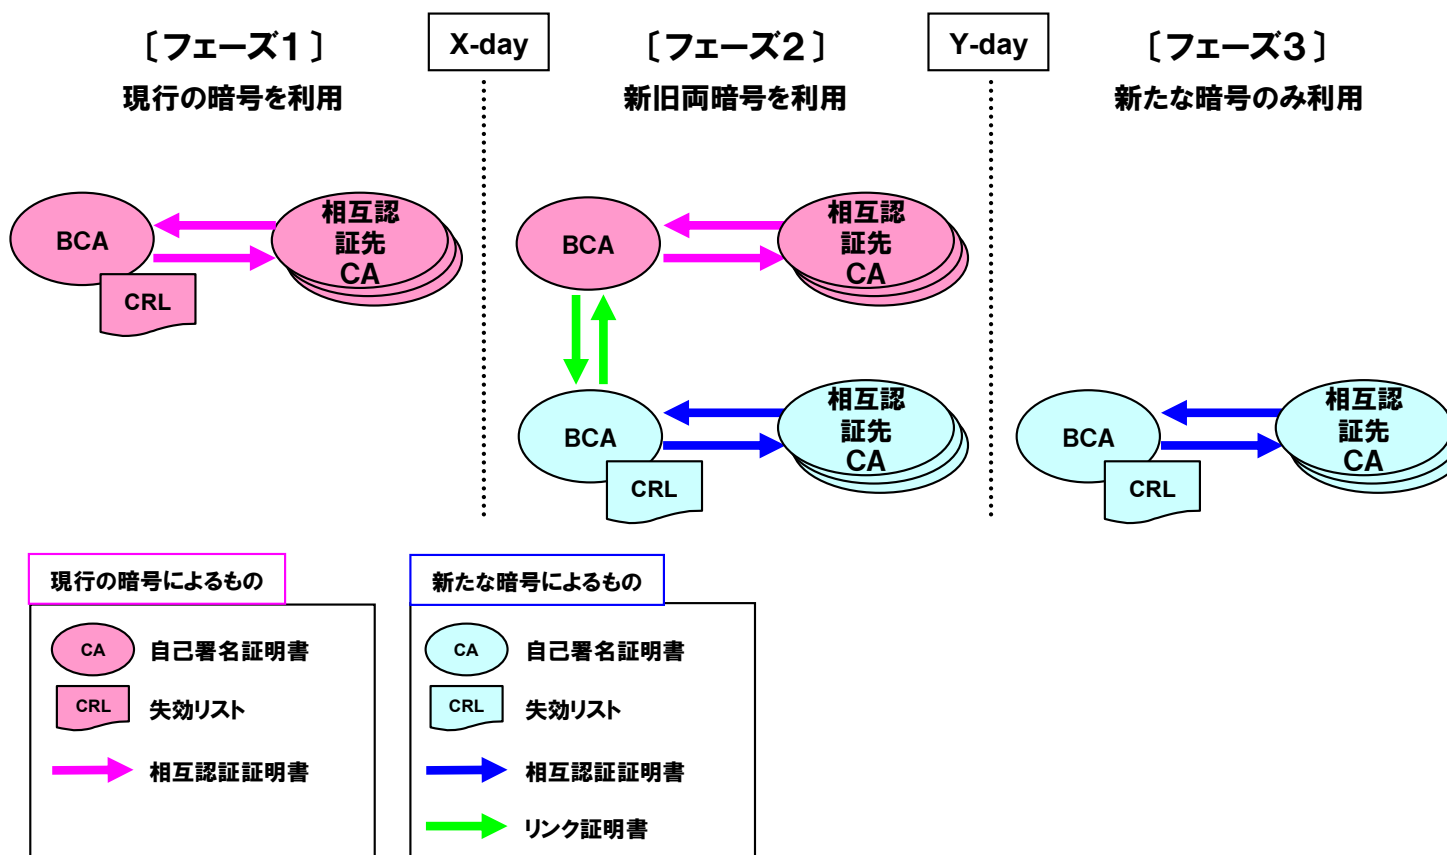 〔フェーズ1〕
現行の暗号を利用
X-day
〔フェーズ2〕
新旧両暗号を利用
Y-day
〔フェーズ3〕
新たな暗号のみ利用
BCA
CRL
相互認
証先
CA
BCA
相互認
証先
CA
BCA
CRL
相互認
証先
CA
BCA
CRL
相互認
証先
CA
現行の暗号によるもの
CA 自己署名証明書
CRL 失効リスト
相互認証証明書
新たな暗号によるもの
CA 自己署名証明書
CRL 失効リスト
相互認証証明書
リンク証明書